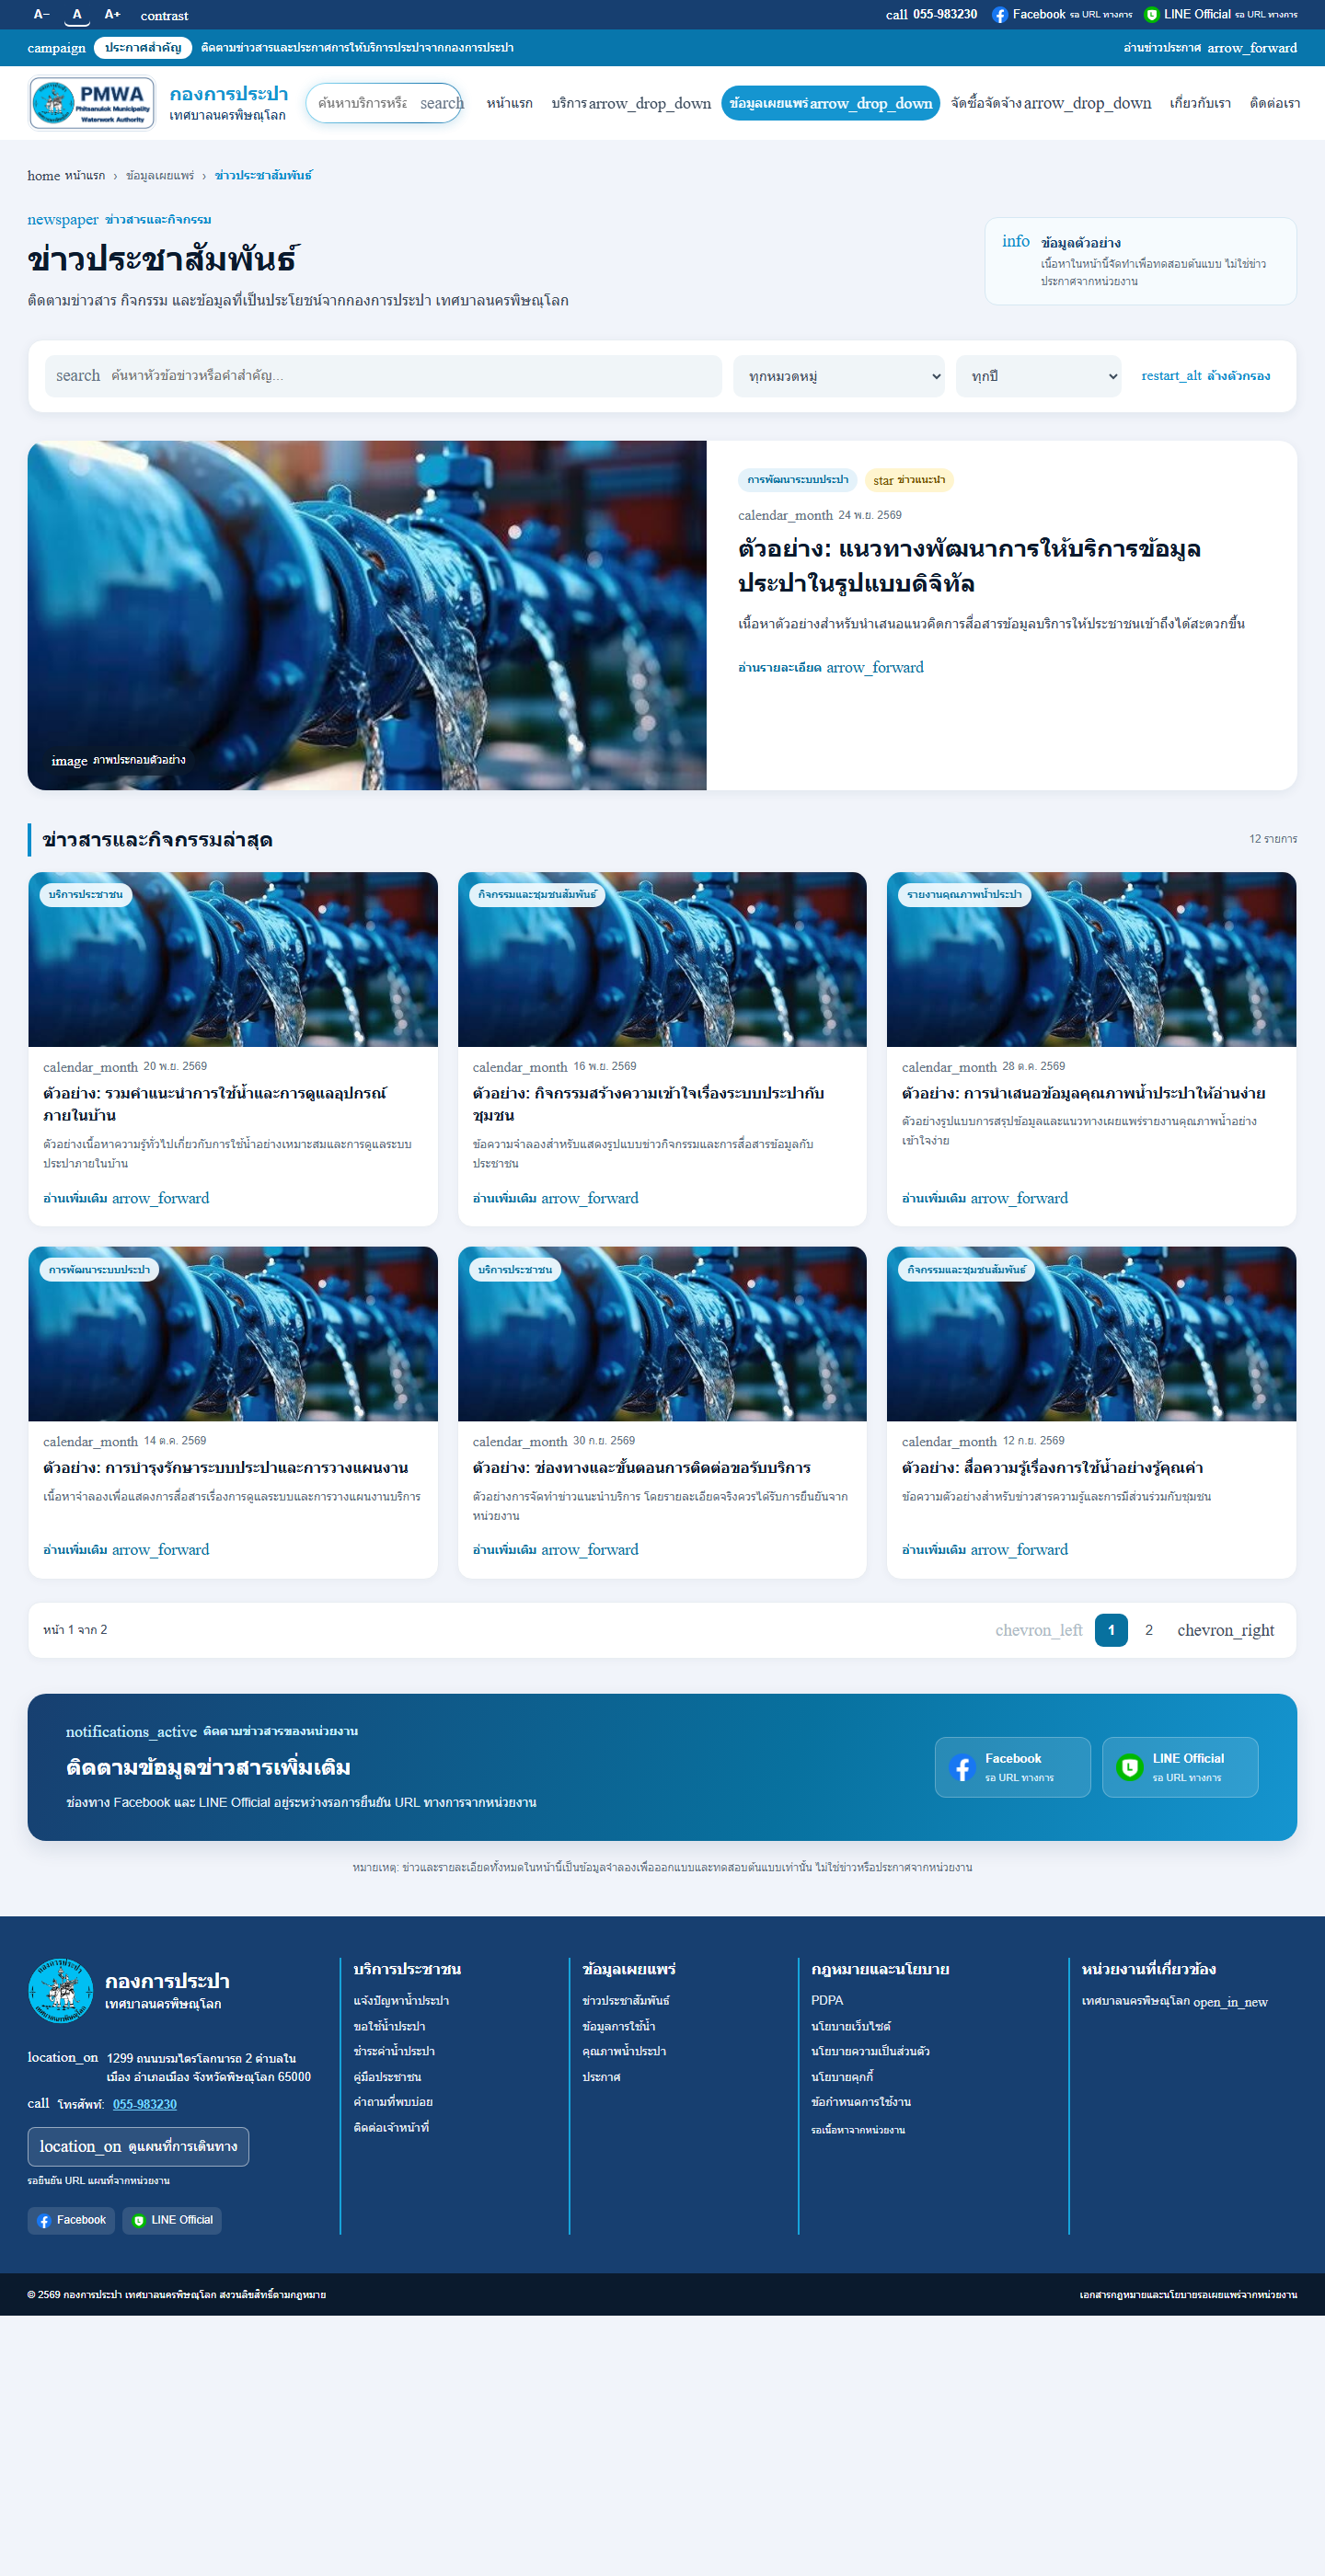 A− A A+ contrast call 055-983230 Facebook รอ URL ทางการ LINE Official รอ URL ทางการ
campaign ประกาศสำคัญ ติดตามข่าวสารและประกาศการให้บริการประปาจากกองการประปา อ่านข่าวประกาศ arrow_forward
PMWA
Phitsanulok Municipality
Waterwork Authority
กองการประปา
เทศบาลนครพิษณุโลก
ค้นหาบริการหรือ search หน้าแรก บริการ arrow_drop_down ข้อมูลเผยแพร่ arrow_drop_down จัดซื้อจัดจ้าง arrow_drop_down เกี่ยวกับเรา ติดต่อเรา
home หน้าแรก › ข้อมูลเผยแพร่ › ข่าวประชาสัมพันธ์
newspaper ข่าวสารและกิจกรรม
ข่าวประชาสัมพันธ์
ติดตามข่าวสาร กิจกรรม และข้อมูลที่เป็นประโยชน์จากกองการประปา เทศบาลนครพิษณุโลก
info ข้อมูลตัวอย่าง
เนื้อหาในหน้านี้จัดทำเพื่อทดสอบต้นแบบ ไม่ใช่ข่าว
ประกาศจากหน่วยงาน
search ค้นหาหัวข้อข่าวหรือคำสำคัญ... ทุกหมวดหมู่ ทุกปี restart_alt ล้างตัวกรอง
การพัฒนาระบบประปา star ข่าวแนะนำ
calendar_month 24 พ.ย. 2569
ตัวอย่าง: แนวทางพัฒนาการให้บริการข้อมูล
ประปาในรูปแบบดิจิทัล
เนื้อหาตัวอย่างสำหรับนำเสนอแนวคิดการสื่อสารข้อมูลบริการให้ประชาชนเข้าถึงได้สะดวกขึ้น
อ่านรายละเอียด arrow_forward
image ภาพประกอบตัวอย่าง
ข่าวสารและกิจกรรมล่าสุด 12 รายการ
บริการประชาชน
calendar_month 20 พ.ย. 2569
ตัวอย่าง: รวมคำแนะนำการใช้น้ำและการดูแลอุปกรณ์
ภายในบ้าน
ตัวอย่างเนื้อหาความรู้ทั่วไปเกี่ยวกับการใช้น้ำอย่างเหมาะสมและการดูแลระบบ
ประปาภายในบ้าน
อ่านเพิ่มเติม arrow_forward
กิจกรรมและชุมชนสัมพันธ์
calendar_month 16 พ.ย. 2569
ตัวอย่าง: กิจกรรมสร้างความเข้าใจเรื่องระบบประปากับ
ชุมชน
ข้อความจำลองสำหรับแสดงรูปแบบข่าวกิจกรรมและการสื่อสารข้อมูลกับ
ประชาชน
อ่านเพิ่มเติม arrow_forward
รายงานคุณภาพน้ำประปา
calendar_month 28 ต.ค. 2569
ตัวอย่าง: การนำเสนอข้อมูลคุณภาพน้ำประปาให้อ่านง่าย
ตัวอย่างรูปแบบการสรุปข้อมูลและแนวทางเผยแพร่รายงานคุณภาพน้ำอย่าง
เข้าใจง่าย
อ่านเพิ่มเติม arrow_forward
การพัฒนาระบบประปา
calendar_month 14 ต.ค. 2569
ตัวอย่าง: การบำรุงรักษาระบบประปาและการวางแผนงาน
เนื้อหาจำลองเพื่อแสดงการสื่อสารเรื่องการดูแลระบบและการวางแผนงานบริการ
อ่านเพิ่มเติม arrow_forward
บริการประชาชน
calendar_month 30 ก.ย. 2569
ตัวอย่าง: ช่องทางและขั้นตอนการติดต่อขอรับบริการ
ตัวอย่างการจัดทำข่าวแนะนำบริการ โดยรายละเอียดจริงควรได้รับการยืนยันจาก
หน่วยงาน
อ่านเพิ่มเติม arrow_forward
กิจกรรมและชุมชนสัมพันธ์
calendar_month 12 ก.ย. 2569
ตัวอย่าง: สื่อความรู้เรื่องการใช้น้ำอย่างรู้คุณค่า
ข้อความตัวอย่างสำหรับข่าวสารความรู้และการมีส่วนร่วมกับชุมชน
อ่านเพิ่มเติม arrow_forward
หน้า 1 จาก 2 chevron_left 1 2 chevron_right
notifications_active ติดตามข่าวสารของหน่วยงาน
ติดตามข้อมูลข่าวสารเพิ่มเติม
ช่องทาง Facebook และ LINE Official อยู่ระหว่างรอการยืนยัน URL ทางการจากหน่วยงาน
Facebook
รอ URL ทางการ
LINE Official
รอ URL ทางการ
หมายเหตุ: ข่าวและรายละเอียดทั้งหมดในหน้านี้เป็นข้อมูลจำลองเพื่อออกแบบและทดสอบต้นแบบเท่านั้น ไม่ใช่ข่าวหรือประกาศจากหน่วยงาน
กองการประปา
เทศบาลนครพิษณุโลก
location_on 1299 ถนนบรมไตรโลกนารถ 2 ตำบลใน
เมือง อำเภอเมือง จังหวัดพิษณุโลก 65000
call โทรศัพท์: 055-983230
location_on ดูแผนที่การเดินทาง
รอยืนยัน URL แผนที่จากหน่วยงาน
Facebook LINE Official
บริการประชาชน
แจ้งปัญหาน้ำประปา
ขอใช้น้ำประปา
ชำระค่าน้ำประปา
คู่มือประชาชน
คำถามที่พบบ่อย
ติดต่อเจ้าหน้าที่
ข้อมูลเผยแพร่
ข่าวประชาสัมพันธ์
ข้อมูลการใช้น้ำ
คุณภาพน้ำประปา
ประกาศ
กฎหมายและนโยบาย
PDPA
นโยบายเว็บไซต์
นโยบายความเป็นส่วนตัว
นโยบายคุกกี้
ข้อกำหนดการใช้งาน
รอเนื้อหาจากหน่วยงาน
หน่วยงานที่เกี่ยวข้อง
เทศบาลนครพิษณุโลก open_in_new
© 2569 กองการประปา เทศบาลนครพิษณุโลก สงวนลิขสิทธิ์ตามกฎหมาย เอกสารกฎหมายและนโยบายรอเผยแพร่จากหน่วยงาน